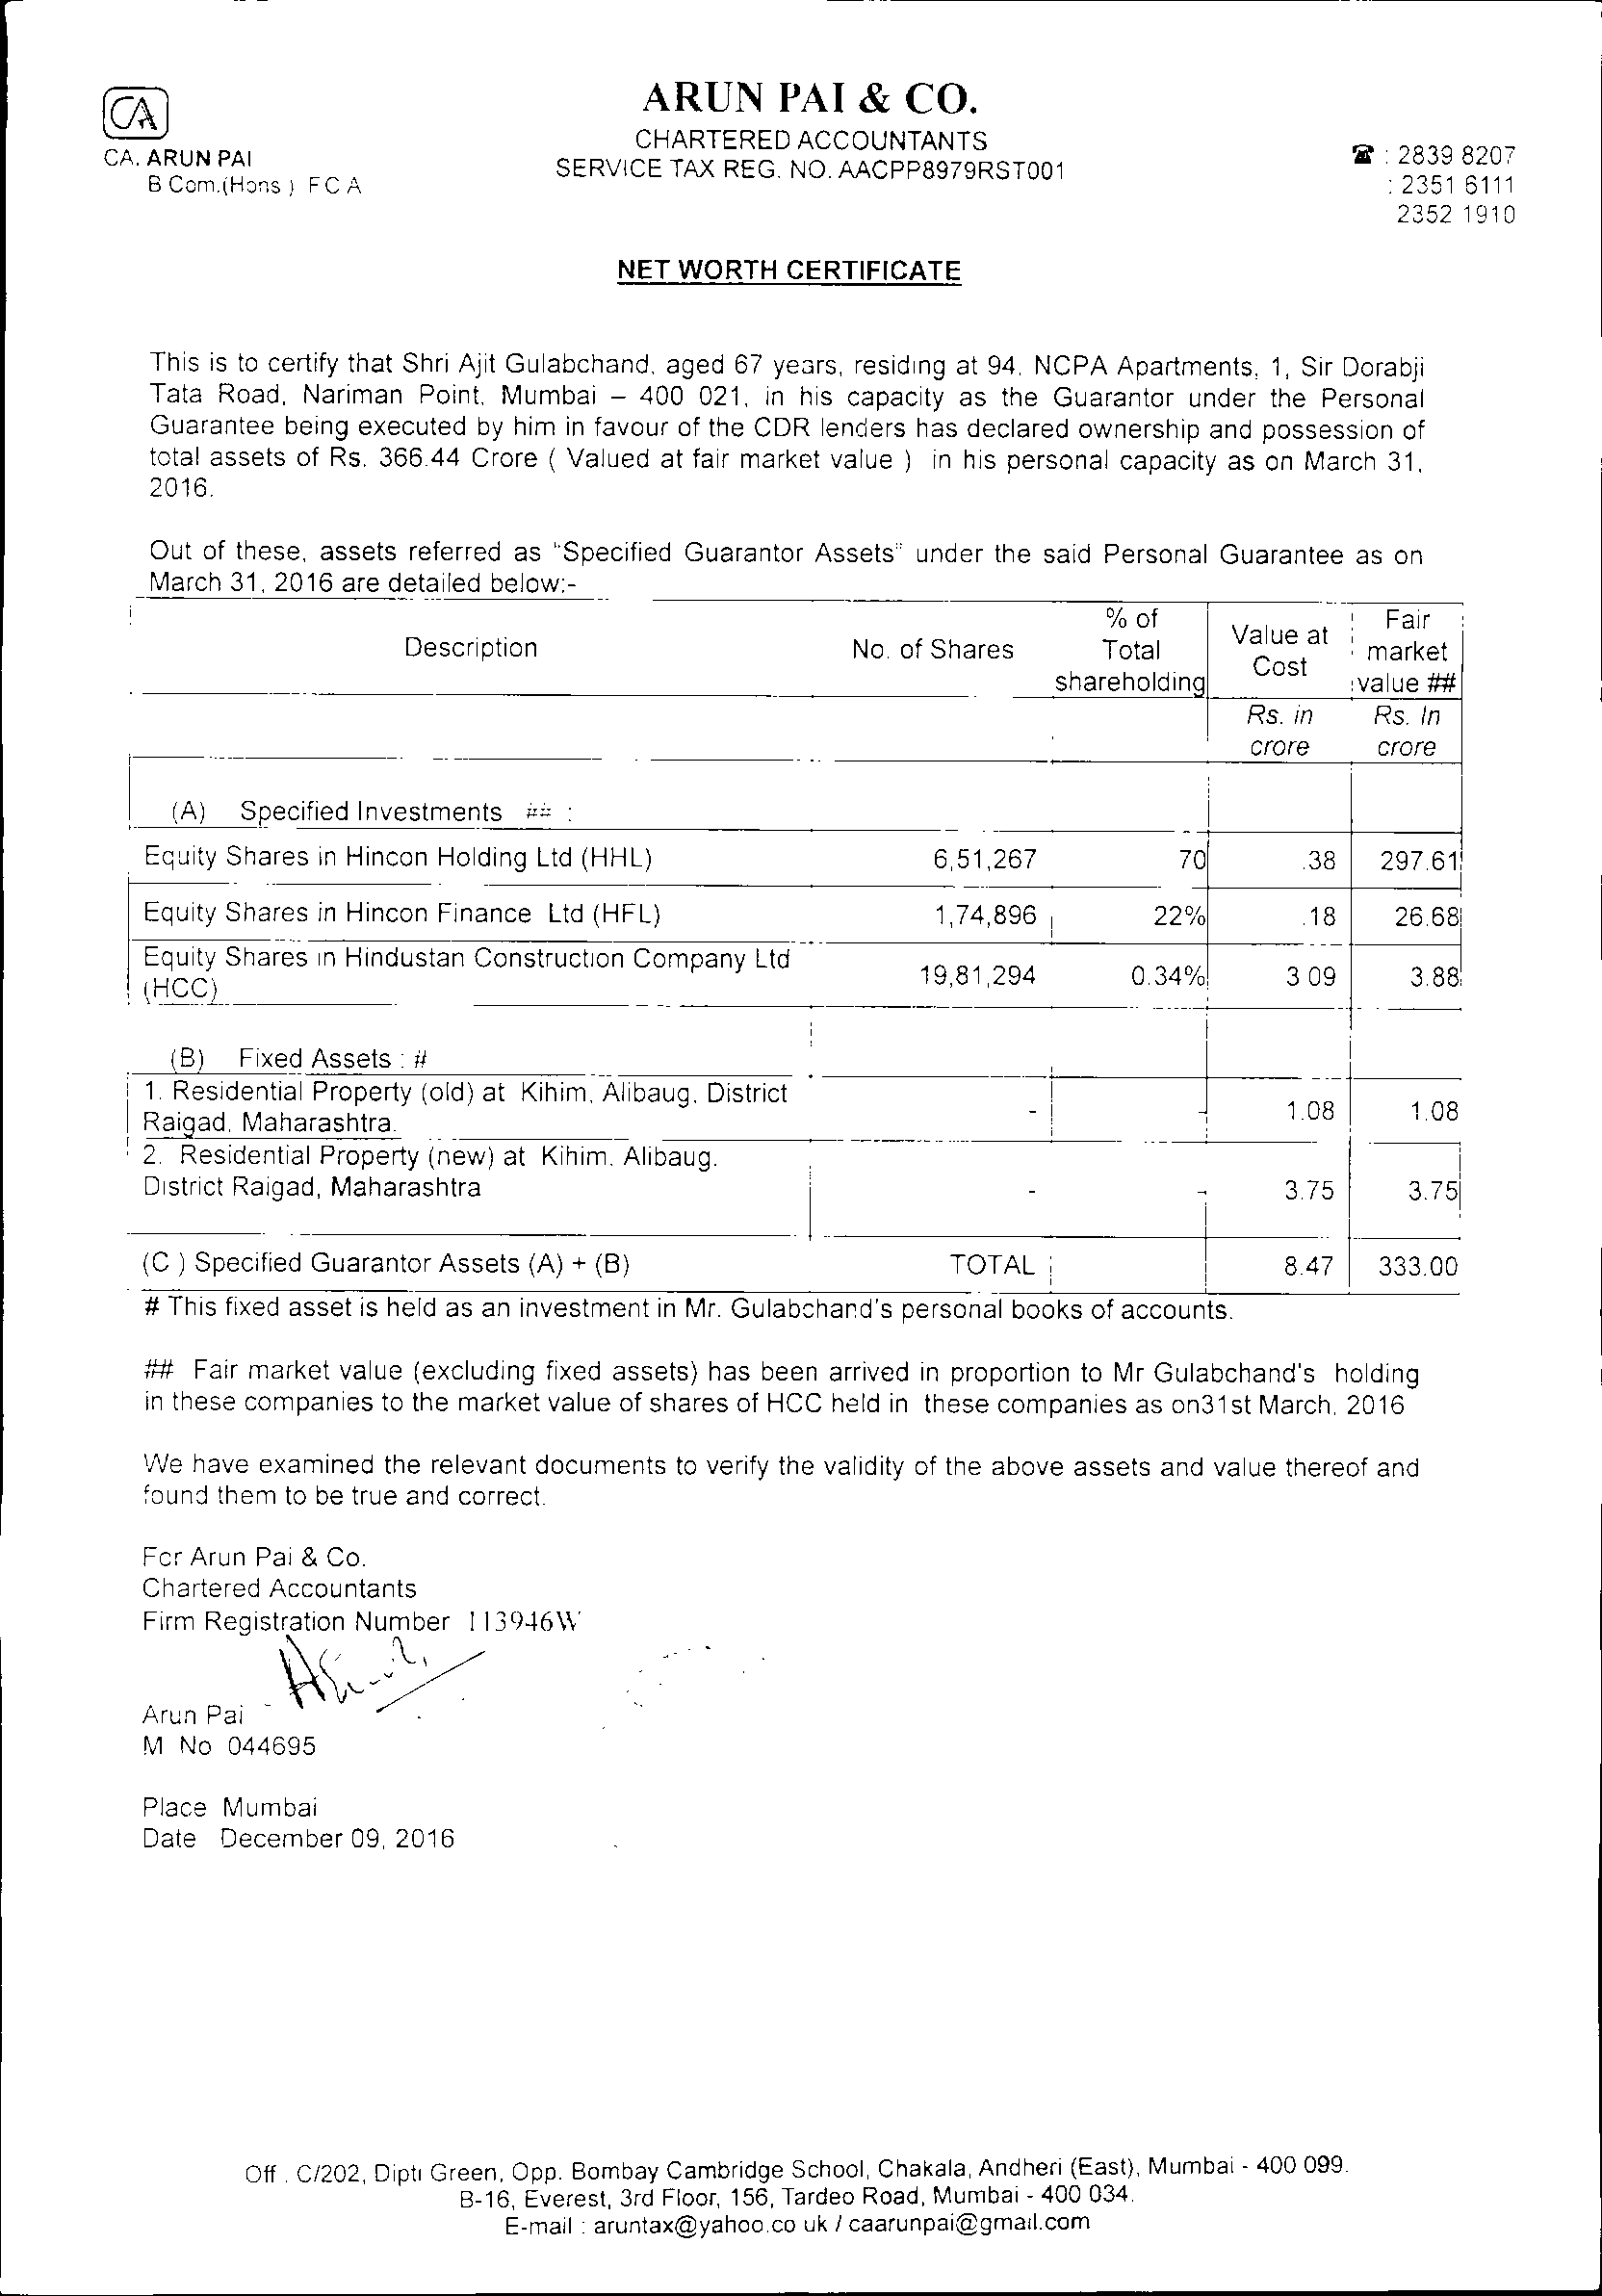 CA
CA. ARUN PAI
B Com.(Hons ) F C A
ARUN PAI & CO.
CHARTERED ACCOUNTANTS
SERVICE TAX REG. NO. AACPP8979RST001
☎ : 2839 8207
: 2351 6111
2352 1910
NET WORTH CERTIFICATE
This is to certify that Shri Ajit Gulabchand, aged 67 years, residing at 94, NCPA Apartments, 1, Sir Dorabji
Tata Road, Nariman Point, Mumbai – 400 021, in his capacity as the Guarantor under the Personal
Guarantee being executed by him in favour of the CDR lenders has declared ownership and possession of
total assets of Rs. 366.44 Crore ( Valued at fair market value ) in his personal capacity as on March 31,
2016.
Out of these, assets referred as "Specified Guarantor Assets" under the said Personal Guarantee as on
March 31, 2016 are detailed below:-
Description No. of Shares % of Total shareholding Value at Cost Fair market value ##
Rs. in crore Rs. In crore
(A) Specified Investments ## :
Equity Shares in Hincon Holding Ltd (HHL) 6,51,267 70 .38 297.61
Equity Shares in Hincon Finance Ltd (HFL) 1,74,896 22% .18 26.68
Equity Shares in Hindustan Construction Company Ltd
(HCC) 19,81,294 0.34% 3 09 3.88
(B) Fixed Assets : #
1. Residential Property (old) at Kihim, Alibaug, District
Raigad, Maharashtra. - - 1.08 1.08
2. Residential Property (new) at Kihim. Alibaug.
District Raigad, Maharashtra - - 3.75 3.75
(C ) Specified Guarantor Assets (A) + (B) TOTAL 8.47 333.00
# This fixed asset is held as an investment in Mr. Gulabchand's personal books of accounts.
## Fair market value (excluding fixed assets) has been arrived in proportion to Mr Gulabchand's holding
in these companies to the market value of shares of HCC held in these companies as on31st March, 2016
We have examined the relevant documents to verify the validity of the above assets and value thereof and
found them to be true and correct.
For Arun Pai & Co.
Chartered Accountants
Firm Registration Number 113946W
Arun Pai
M No 044695
Place Mumbai
Date December 09, 2016
Off . C/202, Dipti Green, Opp. Bombay Cambridge School, Chakala, Andheri (East), Mumbai - 400 099.
B-16, Everest, 3rd Floor, 156, Tardeo Road, Mumbai - 400 034.
E-mail : aruntax@yahoo.co uk / caarunpai@gmail.com